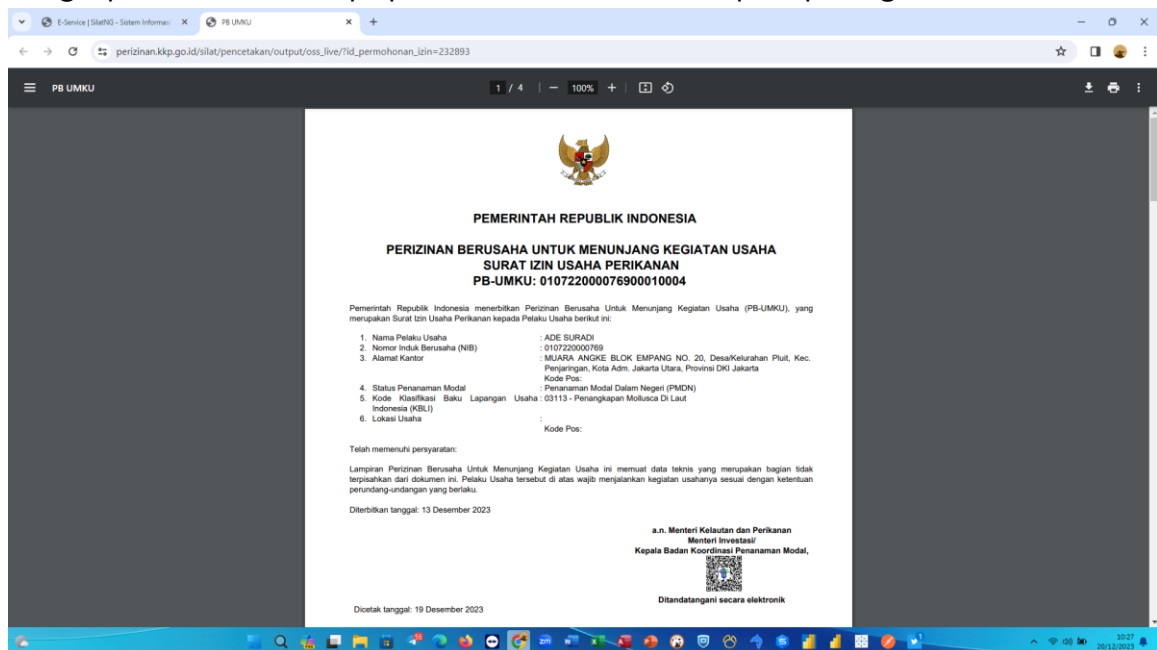 E-Service | SilatNG - Sistem Informasi
PB UMKU
perizinan.kkp.go.id/silat/pencetakan/output/oss_live/?id_permohonan_izin=232893
PB UMKU
1 / 4
100%
PEMERINTAH REPUBLIK INDONESIA
PERIZINAN BERUSAHA UNTUK MENUNJANG KEGIATAN USAHA
SURAT IZIN USAHA PERIKANAN
PB-UMKU: 010722000076900010004
Pemerintah Republik Indonesia menerbitkan Perizinan Berusaha Untuk Menunjang Kegiatan Usaha (PB-UMKU), yang
merupakan Surat Izin Usaha Perikanan kepada Pelaku Usaha berikut ini:
1. Nama Pelaku Usaha : ADE SURADI
2. Nomor Induk Berusaha (NIB) : 0107220000769
3. Alamat Kantor : MUARA ANGKE BLOK EMPANG NO. 20, Desa/Kelurahan Pluit, Kec.
Penjaringan, Kota Adm. Jakarta Utara, Provinsi DKI Jakarta
Kode Pos:
4. Status Penanaman Modal : Penanaman Modal Dalam Negeri (PMDN)
5. Kode Klasifikasi Baku Lapangan Usaha : 03113 - Penangkapan Mollusca Di Laut
Indonesia (KBLI)
6. Lokasi Usaha :
Kode Pos:
Telah memenuhi persyaratan:
Lampiran Perizinan Berusaha Untuk Menunjang Kegiatan Usaha ini memuat data teknis yang merupakan bagian tidak
terpisahkan dari dokumen ini. Pelaku Usaha tersebut di atas wajib menjalankan kegiatan usahanya sesuai dengan ketentuan
perundang-undangan yang berlaku.
Diterbitkan tanggal: 13 Desember 2023
a.n. Menteri Kelautan dan Perikanan
Menteri Investasi/
Kepala Badan Koordinasi Penanaman Modal,
Ditandatangani secara elektronik
Dicetak tanggal: 19 Desember 2023
10:27
20/12/2023